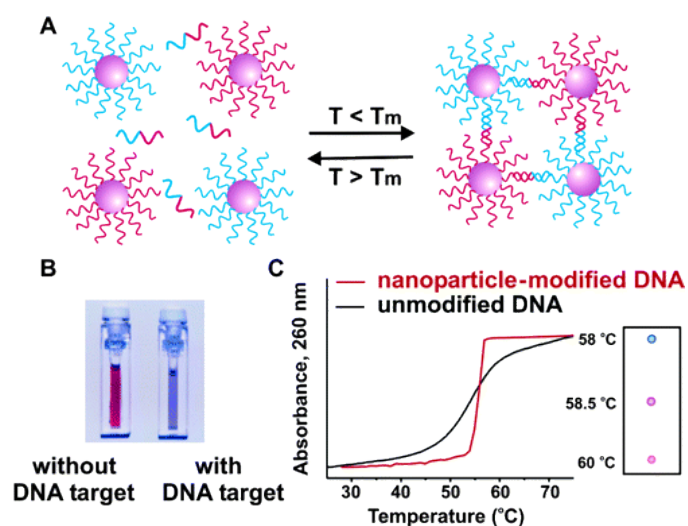 A
T < Tm
T > Tm
B
without
DNA target
with
DNA target
C
nanoparticle-modified DNA
unmodified DNA
Absorbance, 260 nm
30 40 50 60 70
Temperature (°C)
58 °C
58.5 °C
60 °C